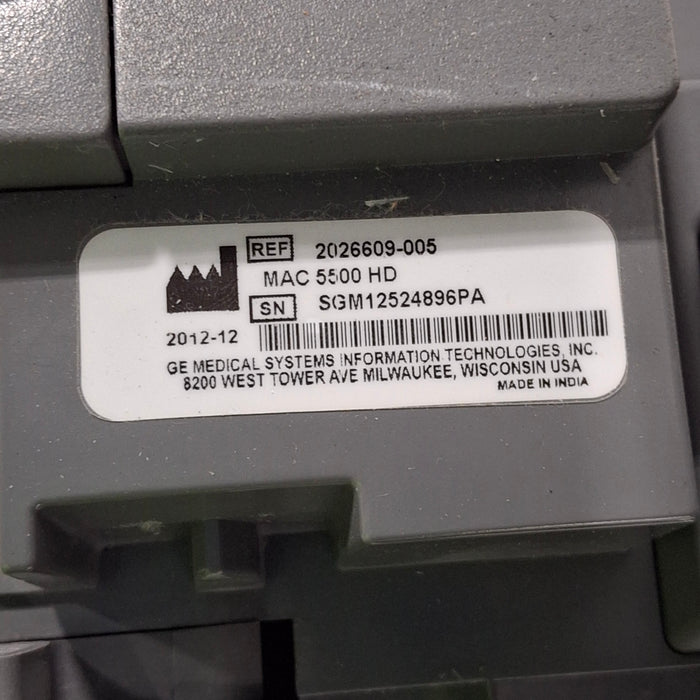 REF 2026609-005
MAC 5500 HD
SN SGM12524896PA
2012-12
GE MEDICAL SYSTEMS INFORMATION TECHNOLOGIES, INC.
8200 WEST TOWER AVE MILWAUKEE, WISCONSIN USA
MADE IN INDIA